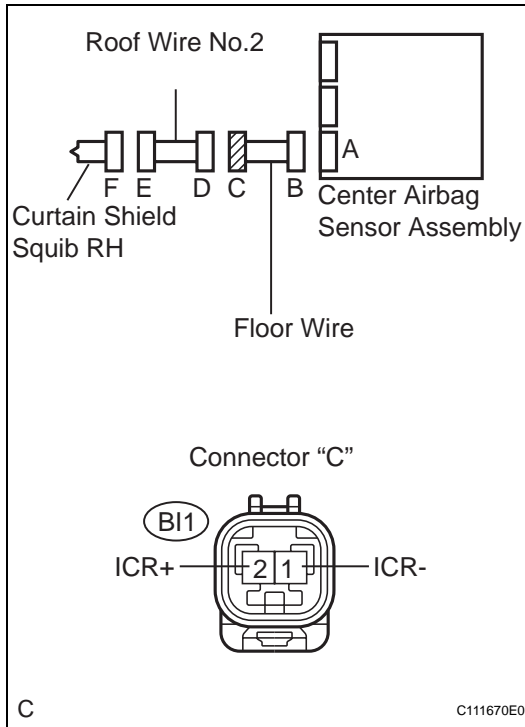 Roof Wire No.2
A
F E D C B
Center Airbag
Sensor Assembly
Curtain Shield
Squib RH
Floor Wire
Connector “C”
BI1
ICR+ 2 1 ICR-
C
C111670E0